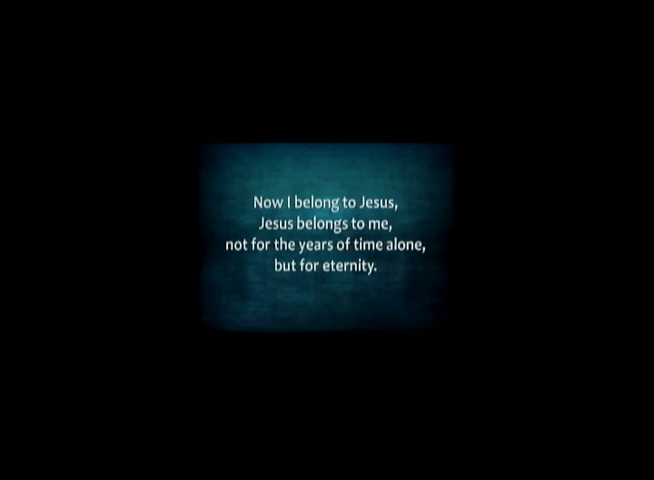 Now I belong to Jesus,
Jesus belongs to me,
not for the years of time alone,
but for eternity.